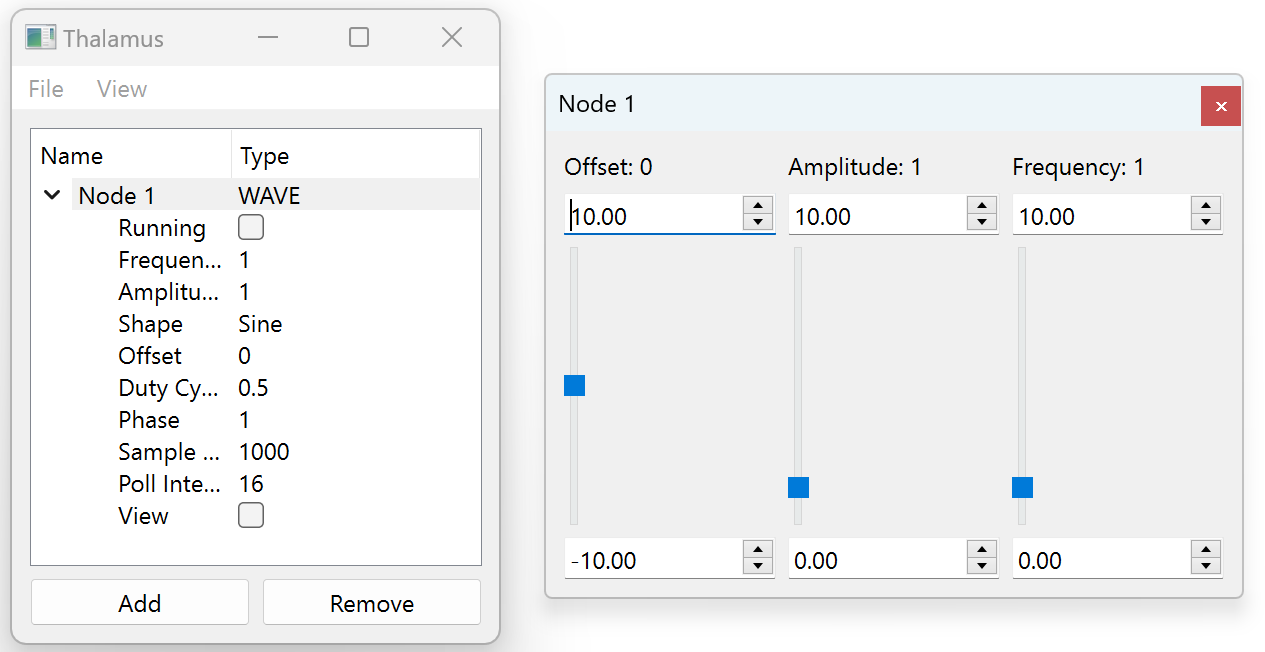 Thalamus
File View
Name Type
Node 1 WAVE
Running
Frequen... 1
Amplitu... 1
Shape Sine
Offset 0
Duty Cy... 0.5
Phase 1
Sample ... 1000
Poll Inte... 16
View
Add Remove
Node 1
Offset: 0 Amplitude: 1 Frequency: 1
10.00 10.00 10.00
-10.00 0.00 0.00